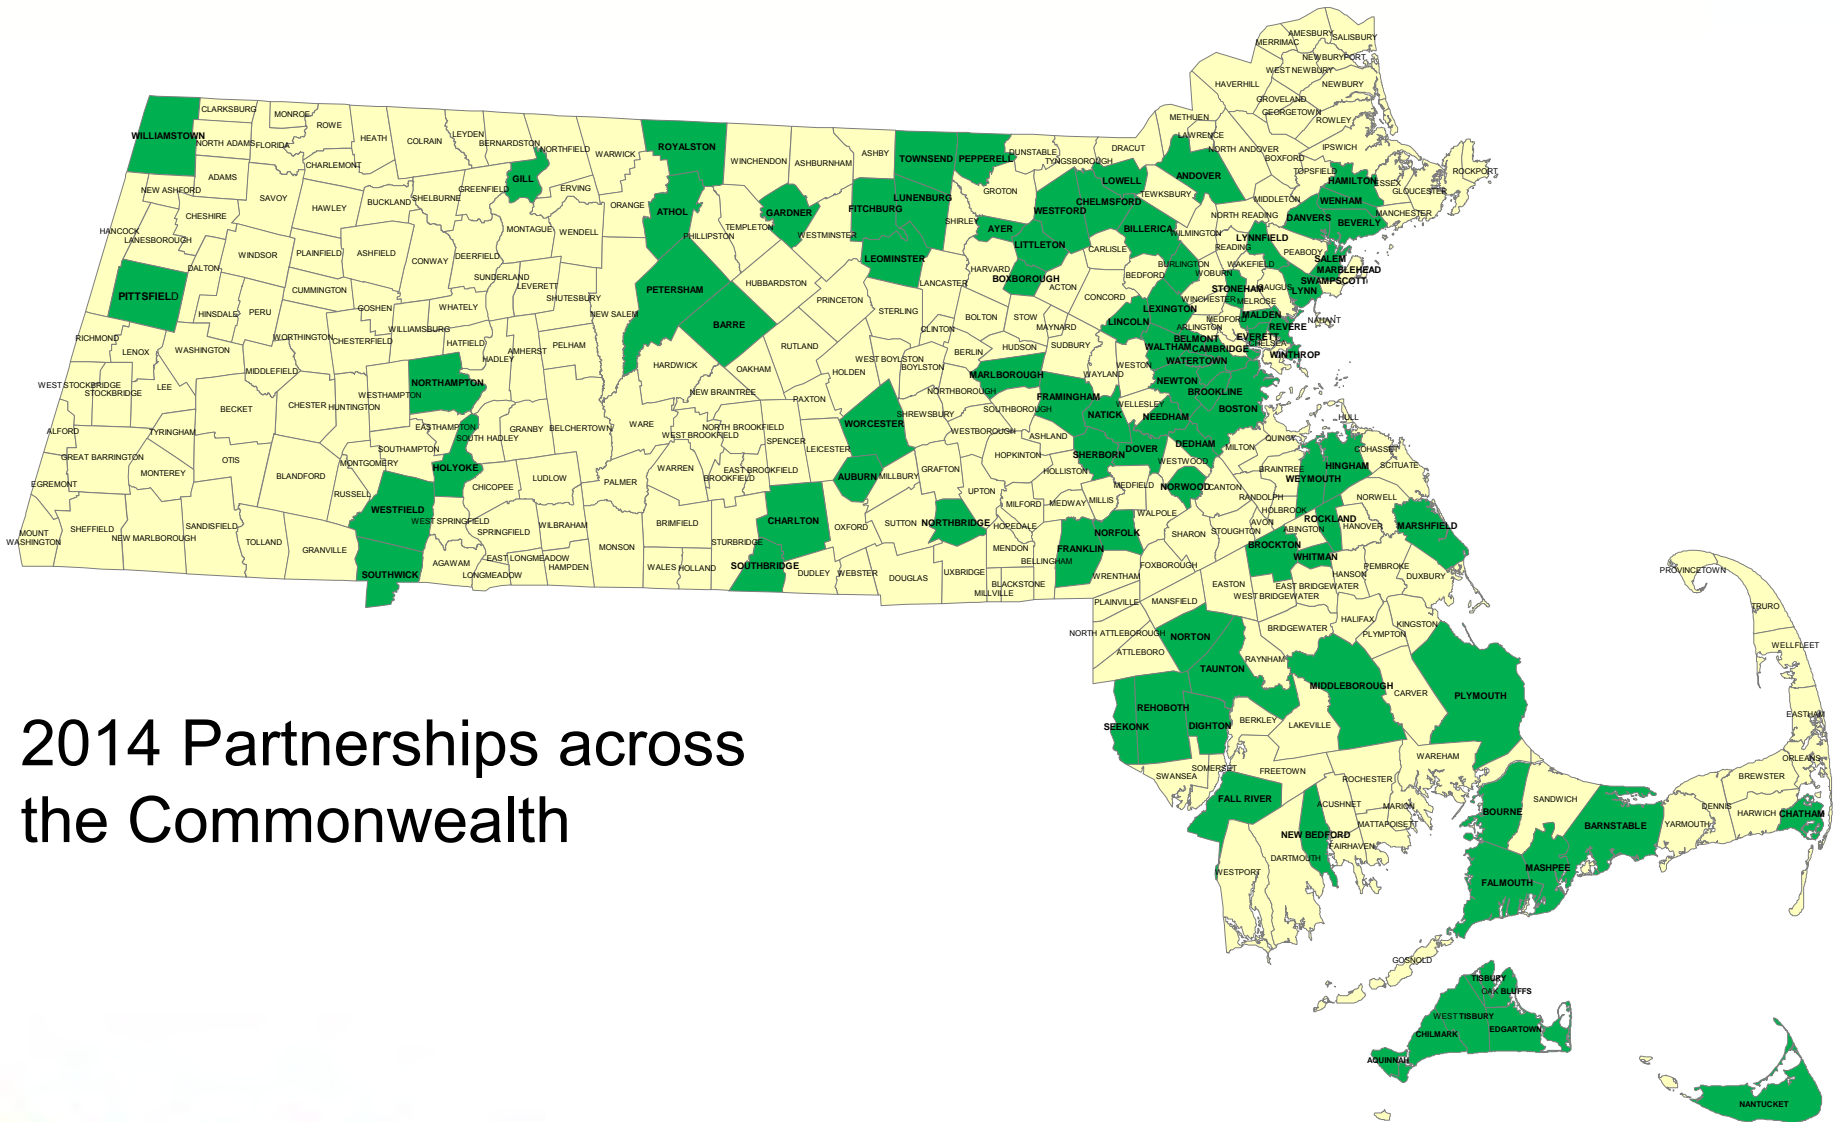 AMESBURY
SALISBURY
MERRIMAC
NEWBURYPORT
WEST NEWBURY
HAVERHILL
NEWBURY
GROVELAND
GEORGETOWN
ROWLEY
METHUEN
LAWRENCE
NORTH ANDOVER
BOXFORD
IPSWICH
TOPSFIELD
HAMILTON
ESSEX
ROCKPORT
GLOUCESTER
WENHAM
MANCHESTER
MIDDLETON
DANVERS
BEVERLY
CLARKSBURG
MONROE
ROWE
HEATH
COLRAIN
LEYDEN
BERNARDSTON
NORTHFIELD
WILLIAMSTOWN
NORTH ADAMS
FLORIDA
CHARLEMONT
WARWICK
ROYALSTON
WINCHENDON
ASHBURNHAM
ASHBY
TOWNSEND
PEPPERELL
DUNSTABLE
TYNGSBOROUGH
DRACUT
LOWELL
ANDOVER
TEWKSBURY
NEW ASHFORD
ADAMS
SAVOY
HAWLEY
BUCKLAND
SHELBURNE
GREENFIELD
GILL
ERVING
ORANGE
ATHOL
PHILLIPSTON
TEMPLETON
GARDNER
WESTMINSTER
FITCHBURG
LUNENBURG
SHIRLEY
GROTON
AYER
WESTFORD
CHELMSFORD
BILLERICA
WILMINGTON
NORTH READING
READING
LYNNFIELD
PEABODY
SALEM
MARBLEHEAD
SWAMPSCOTT
HANCOCK
LANESBOROUGH
CHESHIRE
DALTON
WINDSOR
PLAINFIELD
ASHFIELD
CONWAY
DEERFIELD
MONTAGUE
WENDELL
SUNDERLAND
LEVERETT
SHUTESBURY
NEW SALEM
PETERSHAM
HUBBARDSTON
PRINCETON
LEOMINSTER
LANCASTER
HARVARD
LITTLETON
BOXBOROUGH
ACTON
CARLISLE
BEDFORD
CONCORD
BURLINGTON
WOBURN
WAKEFIELD
STONEHAM
SAUGUS
LYNN
NAHANT
PITTSFIELD
HINSDALE
PERU
CUMMINGTON
GOSHEN
WHATELY
WILLIAMSBURG
HATFIELD
HADLEY
AMHERST
PELHAM
BARRE
RUTLAND
STERLING
CLINTON
BOLTON
STOW
MAYNARD
SUDBURY
LINCOLN
LEXINGTON
WINCHESTER
MELROSE
MEDFORD
MALDEN
REVERE
ARLINGTON
EVERETT
CHELSEA
BELMONT
CAMBRIDGE
WINTHROP
WALTHAM
WATERTOWN
RICHMOND
LENOX
WASHINGTON
WORTHINGTON
CHESTERFIELD
MIDDLEFIELD
WEST STOCKBRIDGE
STOCKBRIDGE
LEE
BECKET
CHESTER
HUNTINGTON
WESTHAMPTON
NORTHAMPTON
EASTHAMPTON
SOUTH HADLEY
GRANBY
BELCHERTOWN
WARE
HARDWICK
NEW BRAINTREE
OAKHAM
PAXTON
HOLDEN
WEST BOYLSTON
BOYLSTON
BERLIN
HUDSON
NORTHBOROUGH
MARLBOROUGH
SOUTHBOROUGH
FRAMINGHAM
WAYLAND
WESTON
NEWTON
BROOKLINE
BOSTON
WELLESLEY
NATICK
NEEDHAM
DEDHAM
MILTON
QUINCY
HULL
ALFORD
GREAT BARRINGTON
TYRINGHAM
MONTEREY
OTIS
BLANDFORD
MONTGOMERY
RUSSELL
SOUTHAMPTON
HOLYOKE
CHICOPEE
LUDLOW
PALMER
WARREN
WEST BROOKFIELD
NORTH BROOKFIELD
EAST BROOKFIELD
BROOKFIELD
SPENCER
LEICESTER
WORCESTER
SHREWSBURY
WESTBOROUGH
AUBURN
MILLBURY
GRAFTON
UPTON
HOPKINTON
ASHLAND
HOLLISTON
SHERBORN
DOVER
WESTWOOD
MEDFIELD
NORWOOD
CANTON
BRAINTREE
WEYMOUTH
HINGHAM
COHASSET
SCITUATE
RANDOLPH
HOLBROOK
NORWELL
EGREMONT
MOUNT
WASHINGTON
SHEFFIELD
NEW MARLBOROUGH
SANDISFIELD
TOLLAND
GRANVILLE
WESTFIELD
SOUTHWICK
WEST SPRINGFIELD
AGAWAM
SPRINGFIELD
LONGMEADOW
EAST LONGMEADOW
HAMPDEN
WILBRAHAM
MONSON
BRIMFIELD
WALES
HOLLAND
STURBRIDGE
SOUTHBRIDGE
CHARLTON
DUDLEY
OXFORD
WEBSTER
SUTTON
DOUGLAS
NORTHBRIDGE
UXBRIDGE
MILLVILLE
BLACKSTONE
MENDON
HOPEDALE
MILFORD
MEDWAY
MILLIS
BELLINGHAM
FRANKLIN
NORFOLK
WRENTHAM
WALPOLE
SHARON
FOXBOROUGH
STOUGHTON
AVON
BROCKTON
ABINGTON
ROCKLAND
HANOVER
MARSHFIELD
WHITMAN
HANSON
PEMBROKE
DUXBURY
PLAINVILLE
MANSFIELD
EASTON
WEST BRIDGEWATER
EAST BRIDGEWATER
BRIDGEWATER
HALIFAX
PLYMPTON
KINGSTON
NORTH ATTLEBOROUGH
ATTLEBORO
NORTON
TAUNTON
RAYNHAM
MIDDLEBOROUGH
CARVER
PLYMOUTH
PROVINCETOWN
TRURO
WELLFLEET
EASTHAM
ORLEANS
BREWSTER
DENNIS
HARWICH
CHATHAM
YARMOUTH
BARNSTABLE
SANDWICH
BOURNE
MASHPEE
FALMOUTH
SEEKONK
REHOBOTH
DIGHTON
BERKLEY
LAKEVILLE
SWANSEA
SOMERSET
FREETOWN
ROCHESTER
WAREHAM
FALL RIVER
ACUSHNET
MARION
MATTAPOISETT
NEW BEDFORD
FAIRHAVEN
DARTMOUTH
WESTPORT
GOSNOLD
TISBURY
OAK BLUFFS
WEST TISBURY
EDGARTOWN
CHILMARK
AQUINNAH
NANTUCKET
2014 Partnerships across
the Commonwealth